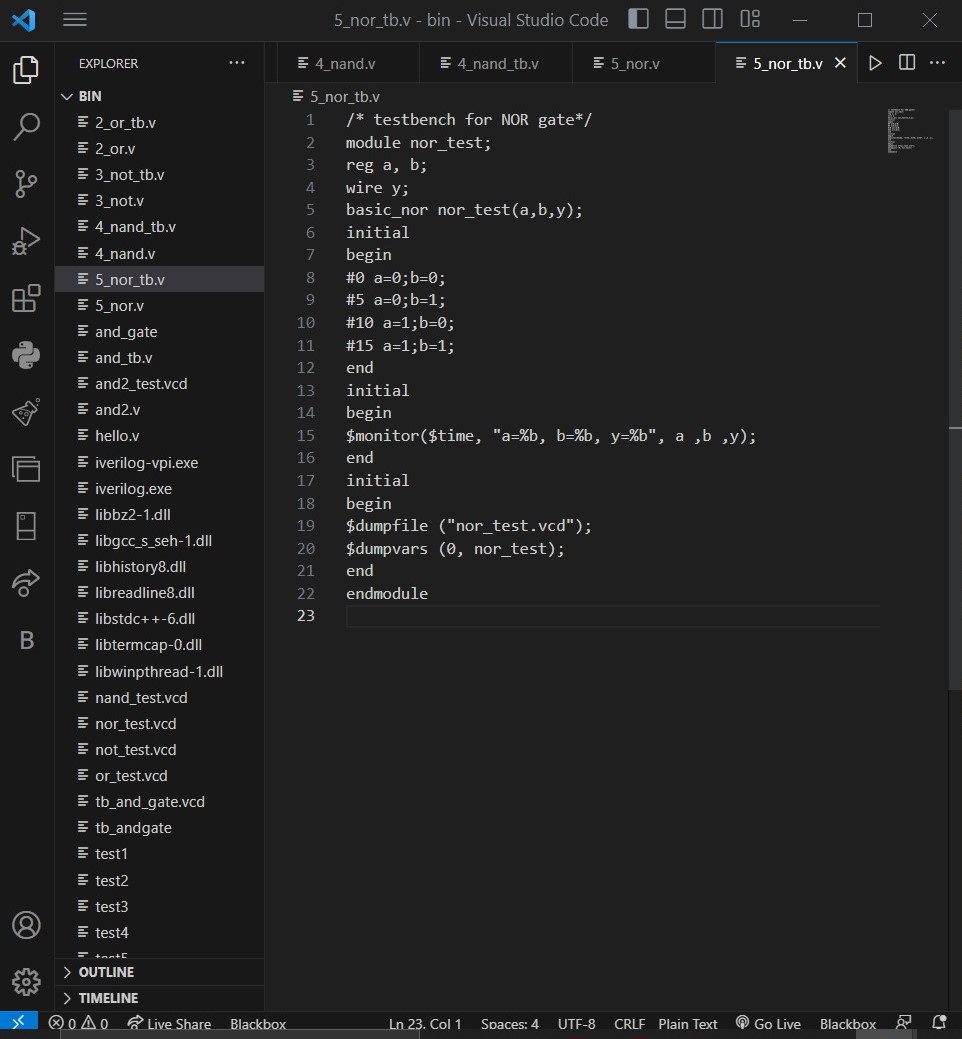 5_nor_tb.v - bin - Visual Studio Code
EXPLORER
4_nand.v
4_nand_tb.v
5_nor.v
5_nor_tb.v
BIN
2_or_tb.v
2_or.v
3_not_tb.v
3_not.v
4_nand_tb.v
4_nand.v
5_nor_tb.v
5_nor.v
and_gate
and_tb.v
and2_test.vcd
and2.v
hello.v
iverilog-vpi.exe
iverilog.exe
libbz2-1.dll
libgcc_s_seh-1.dll
libhistory8.dll
libreadline8.dll
libstdc++-6.dll
libtermcap-0.dll
libwinpthread-1.dll
nand_test.vcd
nor_test.vcd
not_test.vcd
or_test.vcd
tb_and_gate.vcd
tb_andgate
test1
test2
test3
test4
test5
OUTLINE
TIMELINE
5_nor_tb.v
1 /* testbench for NOR gate*/
2 module nor_test;
3 reg a, b;
4 wire y;
5 basic_nor nor_test(a,b,y);
6 initial
7 begin
8 #0 a=0;b=0;
9 #5 a=0;b=1;
10 #10 a=1;b=0;
11 #15 a=1;b=1;
12 end
13 initial
14 begin
15 $monitor($time, "a=%b, b=%b, y=%b", a ,b ,y);
16 end
17 initial
18 begin
19 $dumpfile ("nor_test.vcd");
20 $dumpvars (0, nor_test);
21 end
22 endmodule
23
B
0 0 Live Share Blackbox Ln 23, Col 1 Spaces: 4 UTF-8 CRLF Plain Text Go Live Blackbox